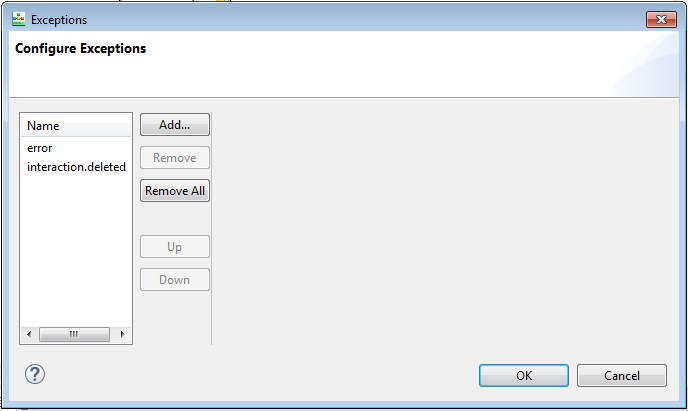 Exceptions
Configure Exceptions
Name
error
interaction.deleted
Add...
Remove
Remove All
Up
Down
?
OK
Cancel